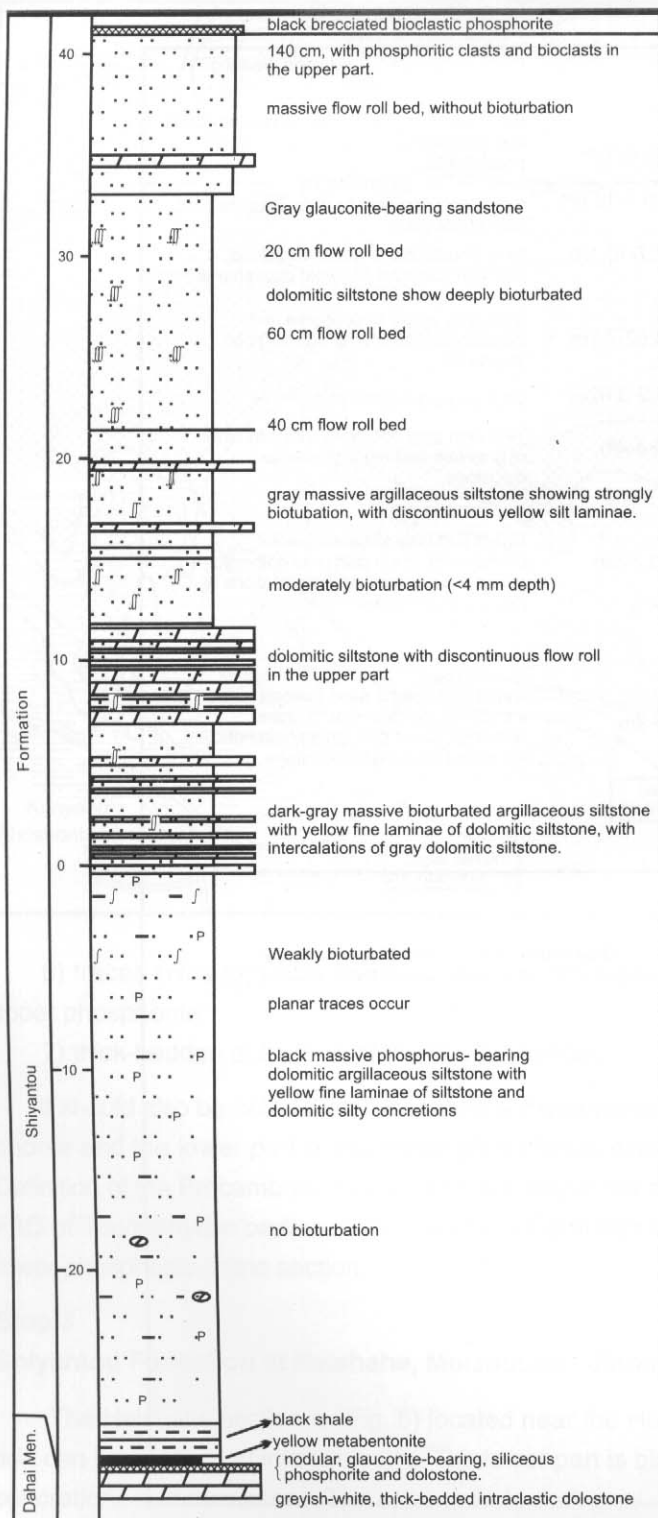 black brecciated bioclastic phosphorite
40
140 cm, with phosphoritic clasts and bioclasts in
the upper part.
massive flow roll bed, without bioturbation
Gray glauconite-bearing sandstone
30
20 cm flow roll bed
dolomitic siltstone show deeply bioturbated
60 cm flow roll bed
40 cm flow roll bed
20
gray massive argillaceous siltstone showing strongly
biotubation, with discontinuous yellow silt laminae.
moderately bioturbation (<4 mm depth)
10
dolomitic siltstone with discontinuous flow roll
in the upper part
Formation
dark-gray massive bioturbated argillaceous siltstone
with yellow fine laminae of dolomitic siltstone, with
intercalations of gray dolomitic siltstone.
0
P
P
Weakly bioturbated
P
planar traces occur
P
P
-10
black massive phosphorus- bearing
dolomitic argillaceous siltstone with
yellow fine laminae of siltstone and
dolomitic silty concretions
P
P
P
Shiyantou
P
P
no bioturbation
-20
P
P
P
black shale
yellow metabentonite
nodular, glauconite-bearing, siliceous
phosphorite and dolostone.
Dahai Men.
greyish-white, thick-bedded intraclastic dolostone